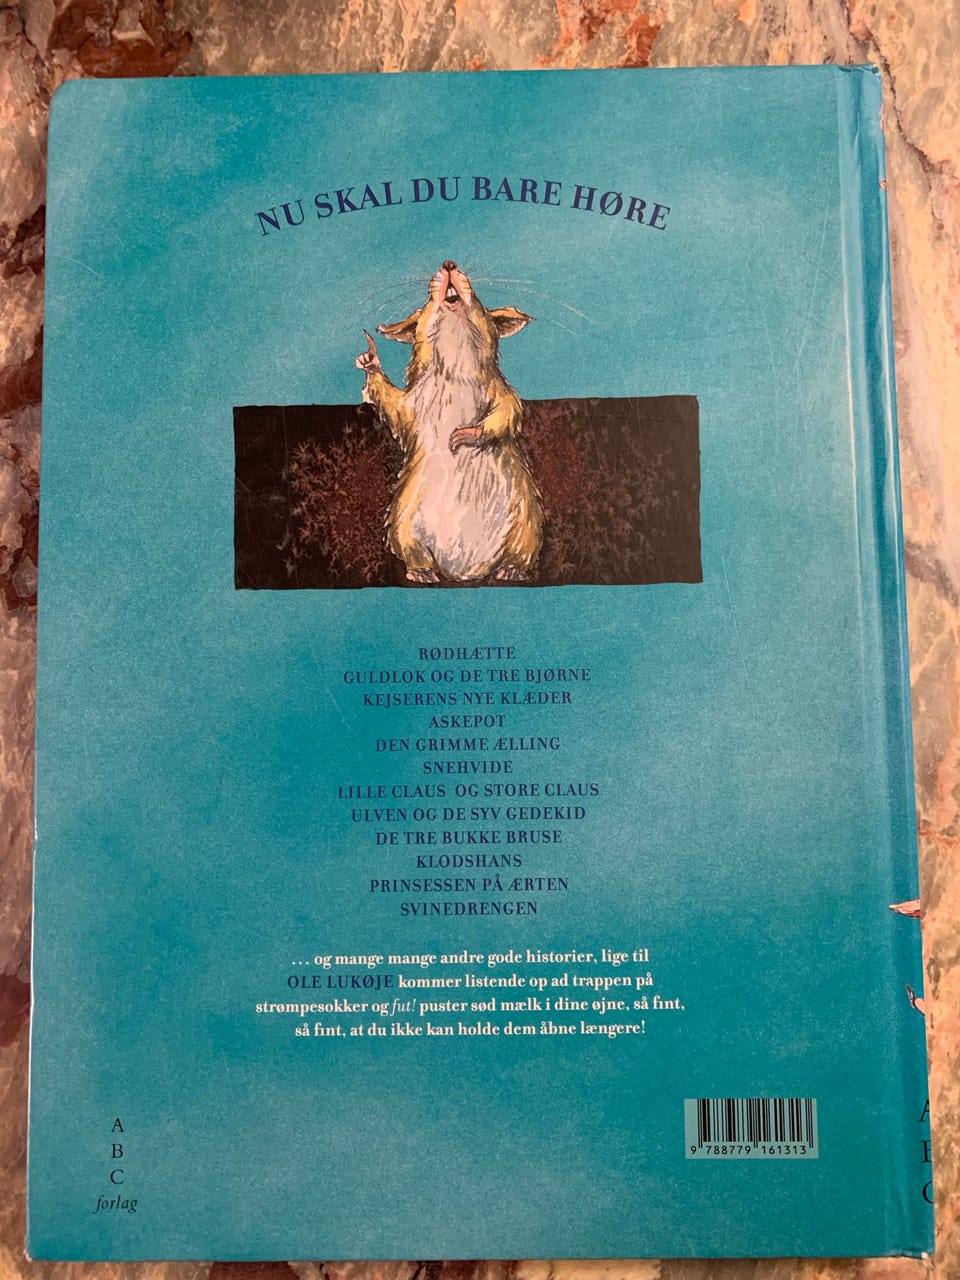 NU SKAL DU BARE HØRE
RØDHÆTTE
GULDLOK OG DE TRE BJØRNE
KEJSERENS NYE KLÆDER
ASKEPOT
DEN GRIMME ÆLLING
SNEHVIDE
LILLE CLAUS OG STORE CLAUS
ULVEN OG DE SYV GEDEKID
DE TRE BUKKE BRUSE
KLODSHANS
PRINSESSEN PÅ ÆRTEN
SVINEDRENGEN
... og mange mange andre gode historier, lige til
OLE LUKØJE kommer listende op ad trappen på
strømpesokker og fut! puster sød mælk i dine øjne, så fint,
så fint, at du ikke kan holde dem åbne længere!
A
B
C
forlag
9 788779 161313